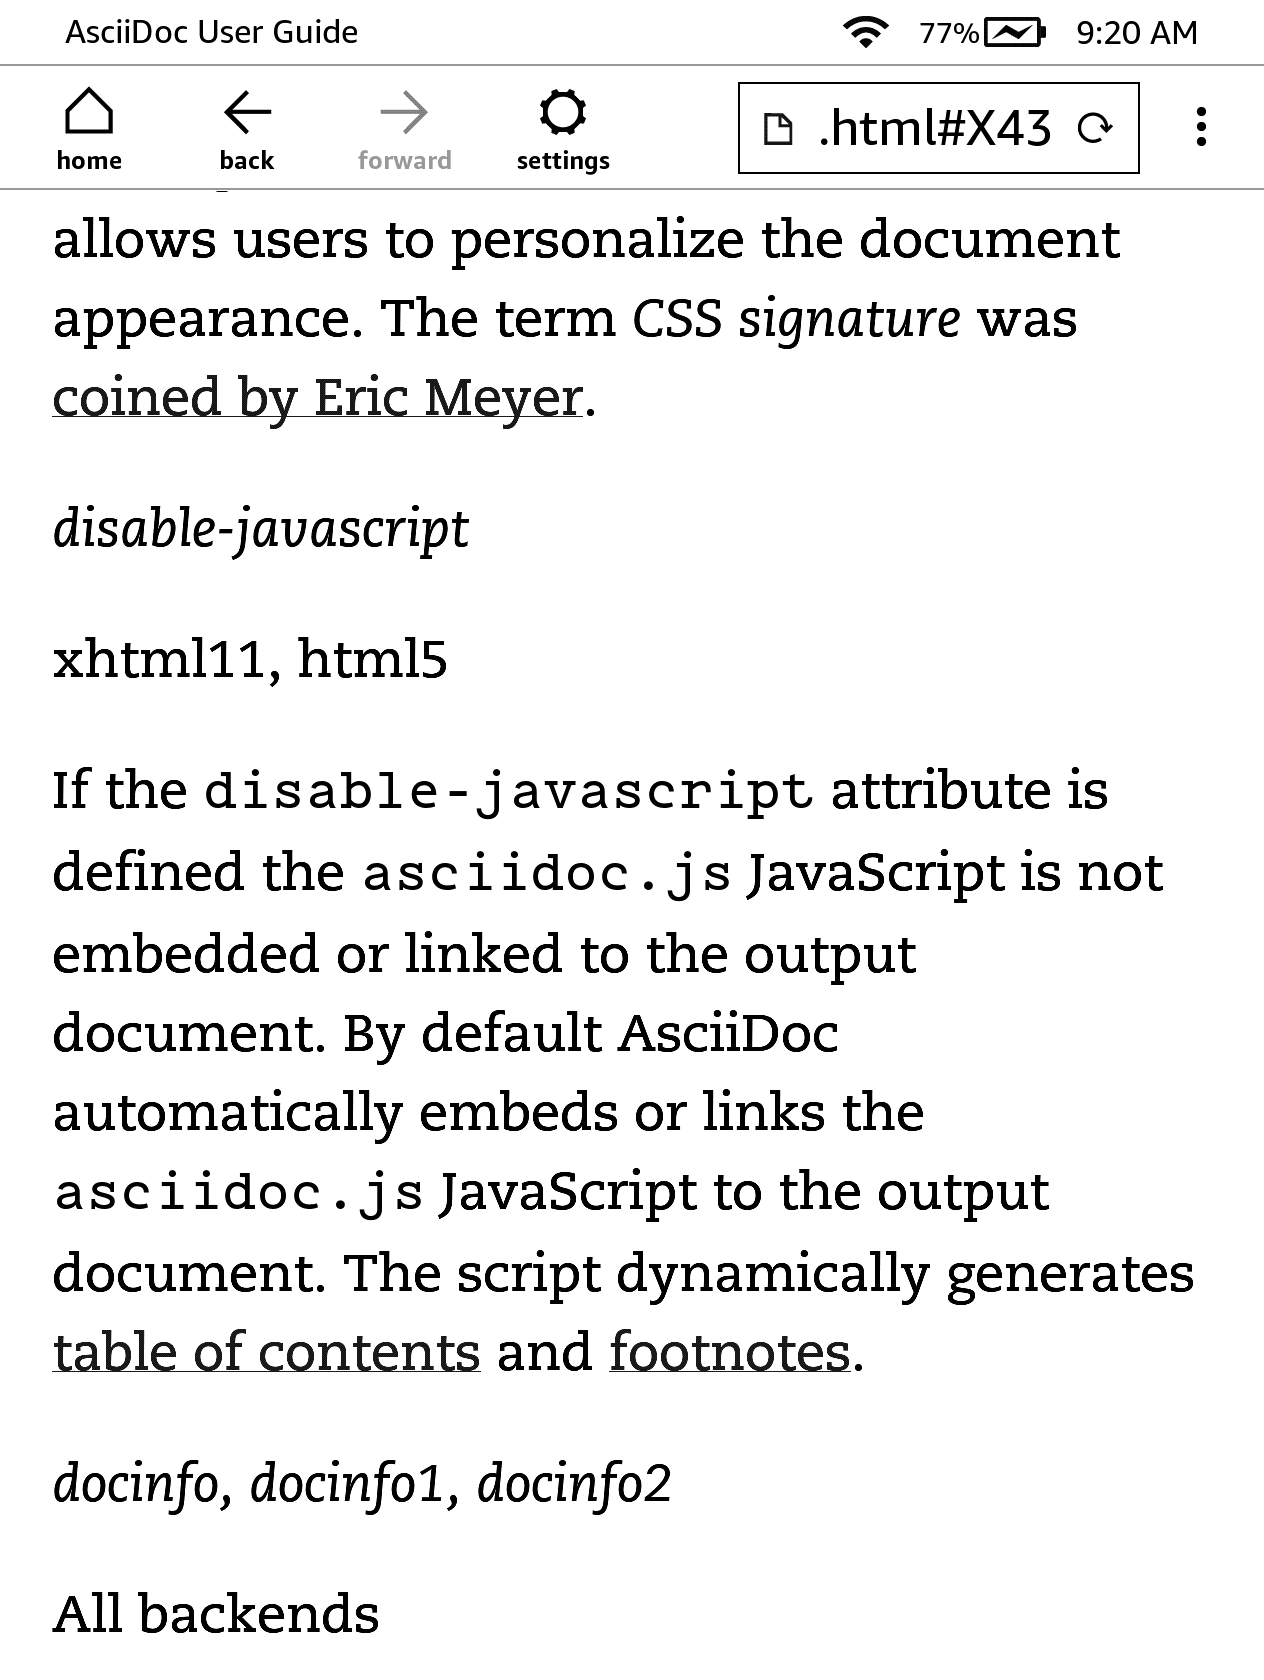 AsciiDoc User Guide 77% 9:20 AM
home back forward settings .html#X43
allows users to personalize the document
appearance. The term CSS signature was
coined by Eric Meyer.
disable-javascript
xhtml11, html5
If the disable-javascript attribute is
defined the asciidoc.js JavaScript is not
embedded or linked to the output
document. By default AsciiDoc
automatically embeds or links the
asciidoc.js JavaScript to the output
document. The script dynamically generates
table of contents and footnotes.
docinfo, docinfo1, docinfo2
All backends